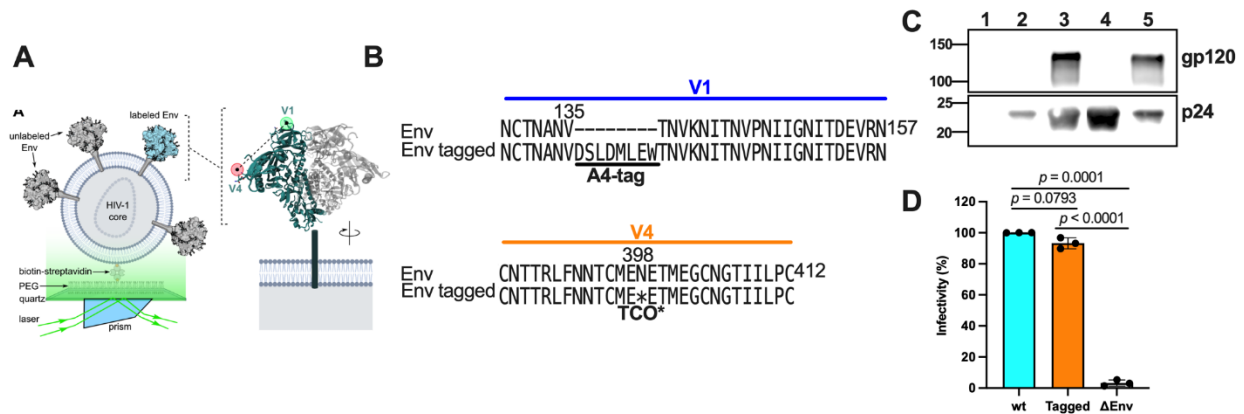 A
A
unlabeled
Env
labeled Env
HIV-1
core
biotin-streptavidin
PEG
quartz
laser
prism
V1
V4
B
V1
135
Env NCTNANV---------TNVKNITNVPNIIGNITDEVRN157
Env tagged NCTNANVDSLDMLEWTNVKNITNVPNIIGNITDEVRN
A4-tag
V4
398
Env CNTTRLFNNTCMENETMEGCNGTIILPC412
Env tagged CNTTRLFNNTCME*ETMEGCNGTIILPC
TCO*
C
1 2 3 4 5
150
100
gp120
25
20
p24
D
p = 0.0001
p = 0.0793
p < 0.0001
Infectivity (%)
120
100
80
60
40
20
0
wt Tagged ΔEnv